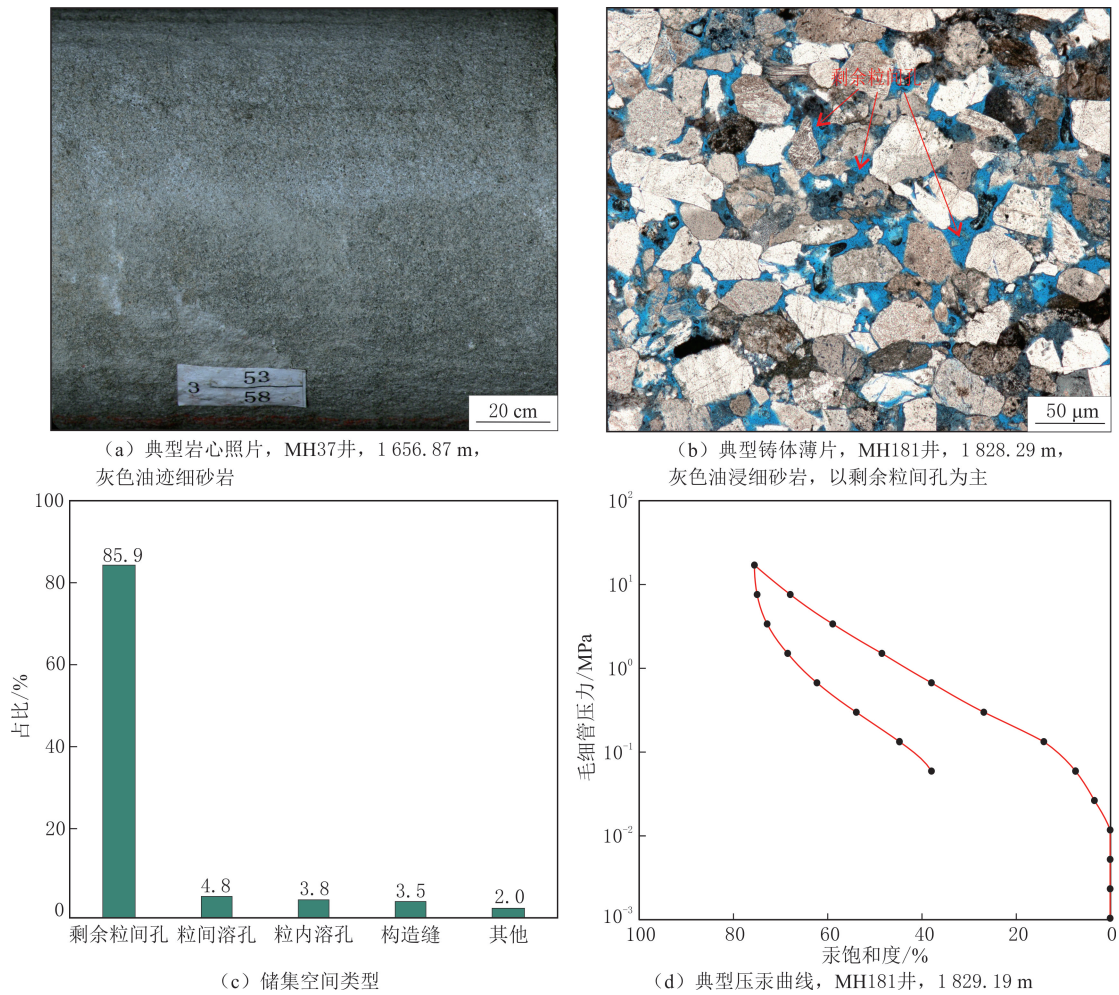 3 53
58
20 cm
剩余粒间孔
50 μm
(a) 典型岩心照片，MH37井，1 656.87 m，
灰色油迹细砂岩
(b) 典型铸体薄片，MH181井，1 828.29 m，
灰色油浸细砂岩，以剩余粒间孔为主
100
80
60
80
40
20
0
占比/%
85.9
4.8
3.8
3.5
2.0
剩余粒间孔 粒间溶孔 粒内溶孔 构造缝 其他
(c) 储集空间类型
10²
10¹
10⁰
10⁻¹
10⁻²
10⁻³
毛细管压力/MPa
100 80 60 40 20 0
汞饱和度/%
(d) 典型压汞曲线，MH181井，1 829.19 m